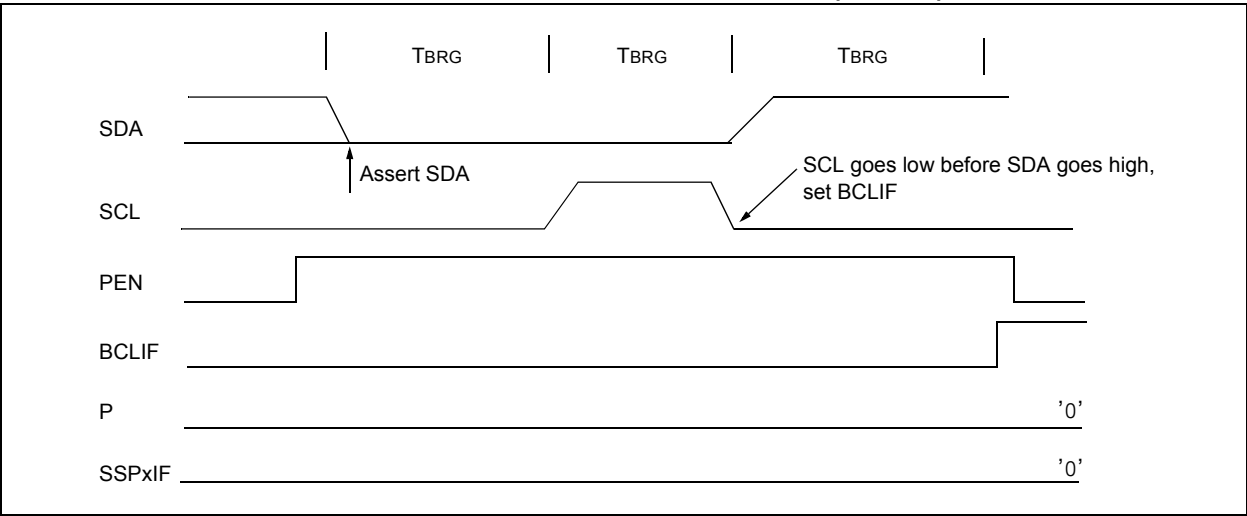 TBRG TBRG TBRG
SDA
Assert SDA
SCL goes low before SDA goes high,
set BCLIF
SCL
PEN
BCLIF
P '0'
SSPxIF '0'